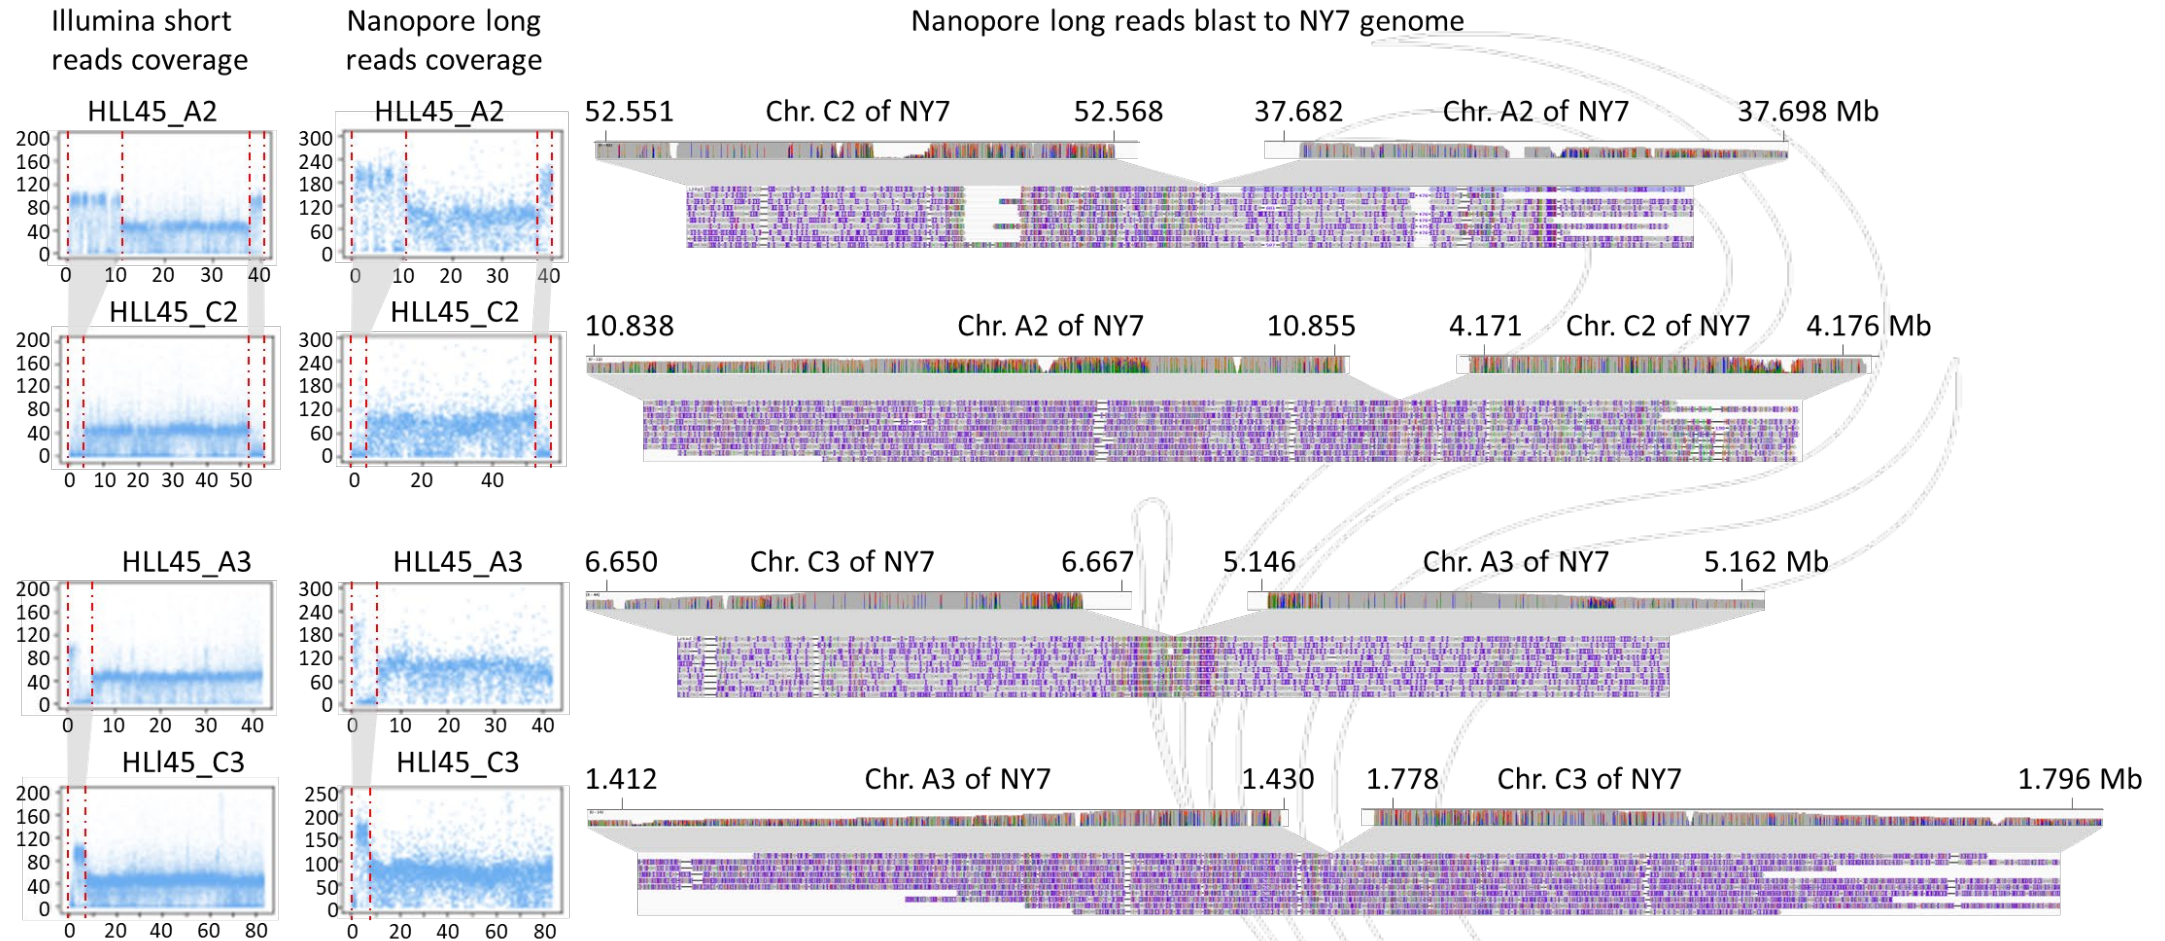 Illumina short
reads coverage
Nanopore long
reads coverage
Nanopore long reads blast to NY7 genome
HLL45_A2
200
160
120
80
40
0
0 10 20 30 40
HLL45_A2
300
240
180
120
60
0
0 10 20 30 40
52.551 Chr. C2 of NY7 52.568
37.682 Chr. A2 of NY7 37.698 Mb
HLL45_C2
200
160
120
80
40
0
0 10 20 30 40 50
HLL45_C2
300
240
180
120
60
0
0 20 40
10.838 Chr. A2 of NY7 10.855
4.171 Chr. C2 of NY7 4.176 Mb
HLL45_A3
200
160
120
80
40
0
0 10 20 30 40
HLL45_A3
300
240
180
120
60
0
0 10 20 30 40
6.650 Chr. C3 of NY7 6.667
5.146 Chr. A3 of NY7 5.162 Mb
HLl45_C3
200
160
120
80
40
0
0 20 40 60 80
HLl45_C3
250
200
150
100
50
0
0 20 40 60 80
1.412 Chr. A3 of NY7 1.430
1.778 Chr. C3 of NY7 1.796 Mb